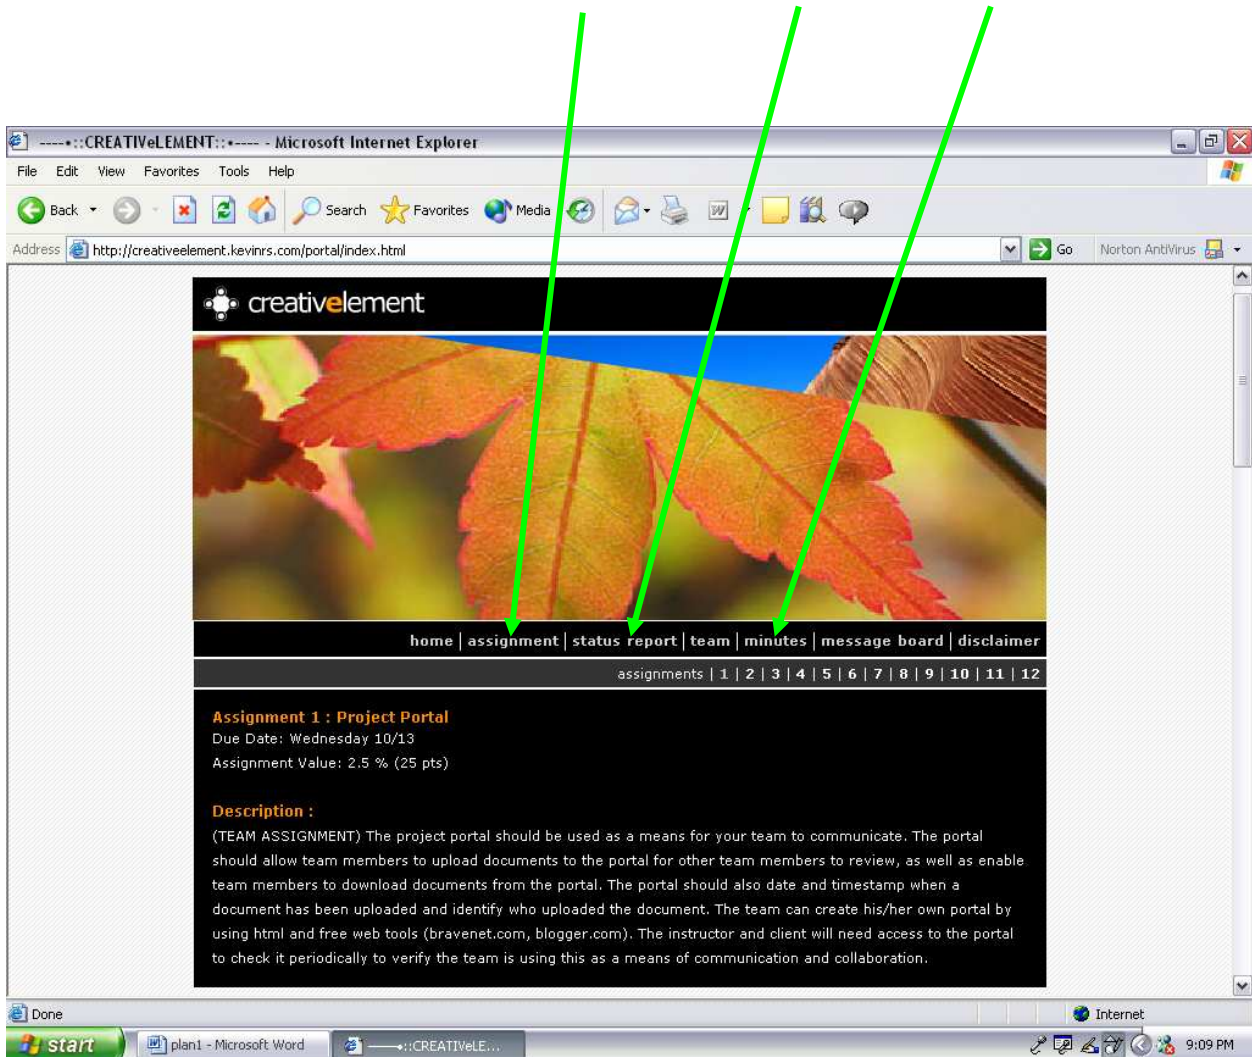 ----•::CREATIVeLEMENT::•---- - Microsoft Internet Explorer
File Edit View Favorites Tools Help
Back Search Favorites Media
Address http://creativeelement.kevinrs.com/portal/index.html Go Norton AntiVirus
creativelement
home | assignment | status report | team | minutes | message board | disclaimer
assignments | 1 | 2 | 3 | 4 | 5 | 6 | 7 | 8 | 9 | 10 | 11 | 12
Assignment 1 : Project Portal
Due Date: Wednesday 10/13
Assignment Value: 2.5 % (25 pts)
Description :
(TEAM ASSIGNMENT) The project portal should be used as a means for your team to communicate. The portal
should allow team members to upload documents to the portal for other team members to review, as well as enable
team members to download documents from the portal. The portal should also date and timestamp when a
document has been uploaded and identify who uploaded the document. The team can create his/her own portal by
using html and free web tools (bravenet.com, blogger.com). The instructor and client will need access to the portal
to check it periodically to verify the team is using this as a means of communication and collaboration.
Done Internet
start plan1 - Microsoft Word ----•::CREATIVeLE... 9:09 PM